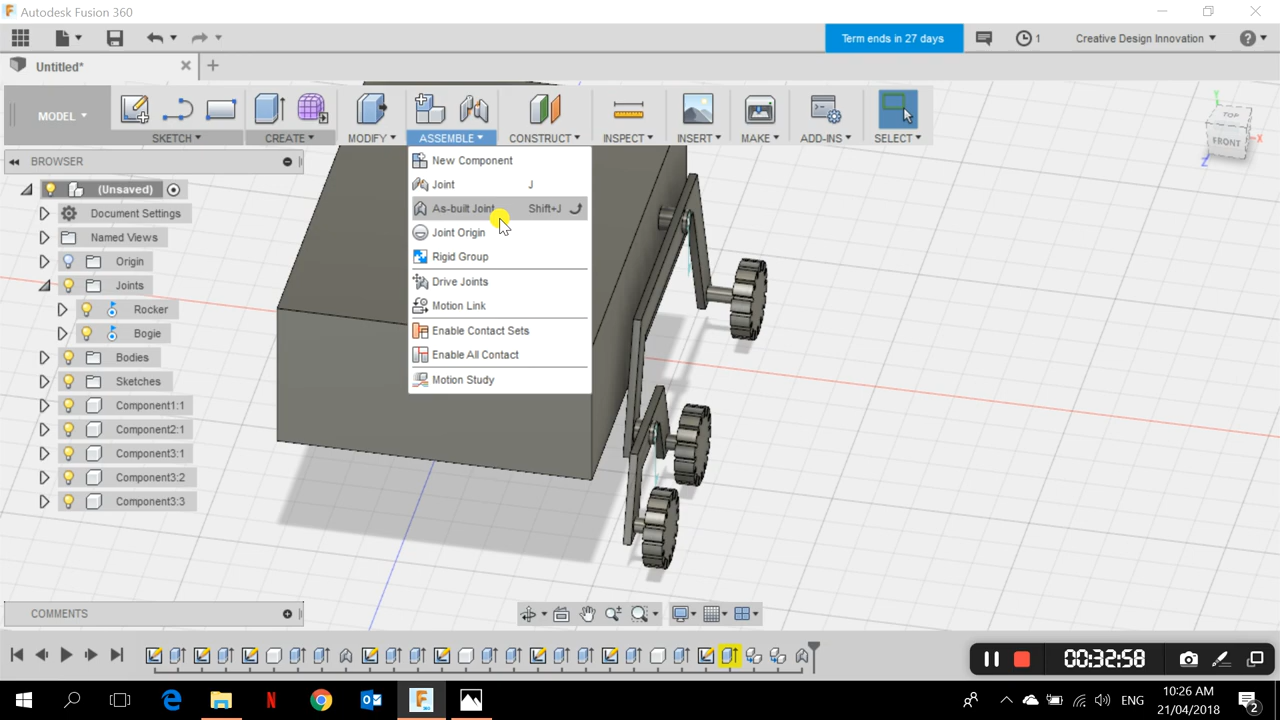 Autodesk Fusion 360
Term ends in 27 days
1
Creative Design Innovation
Untitled*
MODEL
SKETCH
CREATE
MODIFY
ASSEMBLE
CONSTRUCT
INSPECT
INSERT
MAKE
ADD-INS
SELECT
TOP
FRONT
Y
X
Z
BROWSER
(Unsaved)
Document Settings
Named Views
Origin
Joints
Rocker
Bogie
Bodies
Sketches
Component1:1
Component2:1
Component3:1
Component3:2
Component3:3
New Component
Joint J
As-built Joint Shift+J
Joint Origin
Rigid Group
Drive Joints
Motion Link
Enable Contact Sets
Enable All Contact
Motion Study
COMMENTS
00:32:58
ENG
10:26 AM
21/04/2018
2